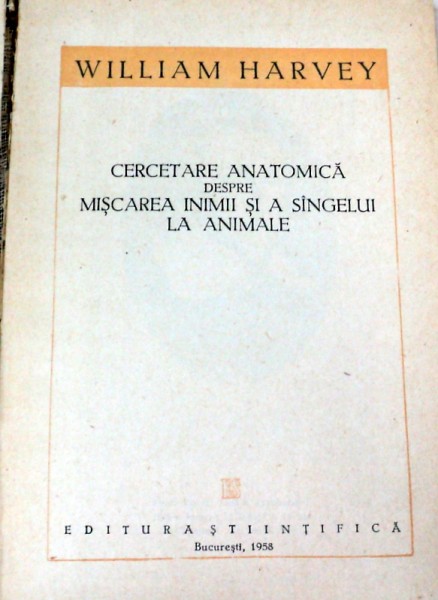 WILLIAM HARVEY
CERCETARE ANATOMICĂ
DESPRE
MIȘCAREA INIMII ȘI A SÎNGELUI
LA ANIMALE
EDITURA ȘTIINȚIFICĂ
București, 1958